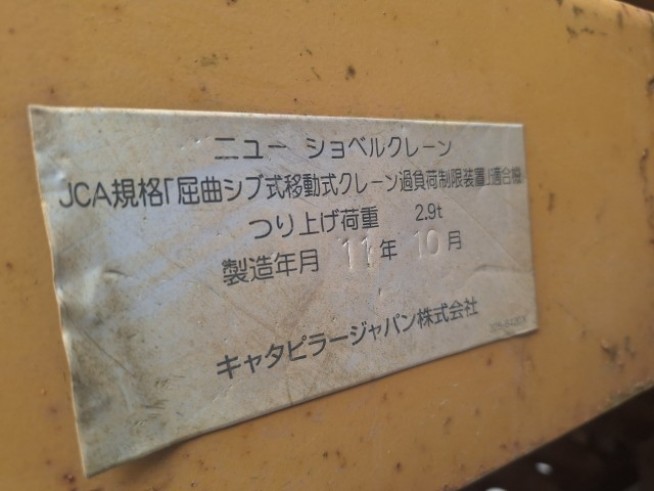 ニュー ショベルクレーン
JCA規格「屈曲ジブ式移動式クレーン過負荷制限装置」適合機
つり上げ荷重 2.9t
製造年月 11年 10月
キャタピラージャパン株式会社